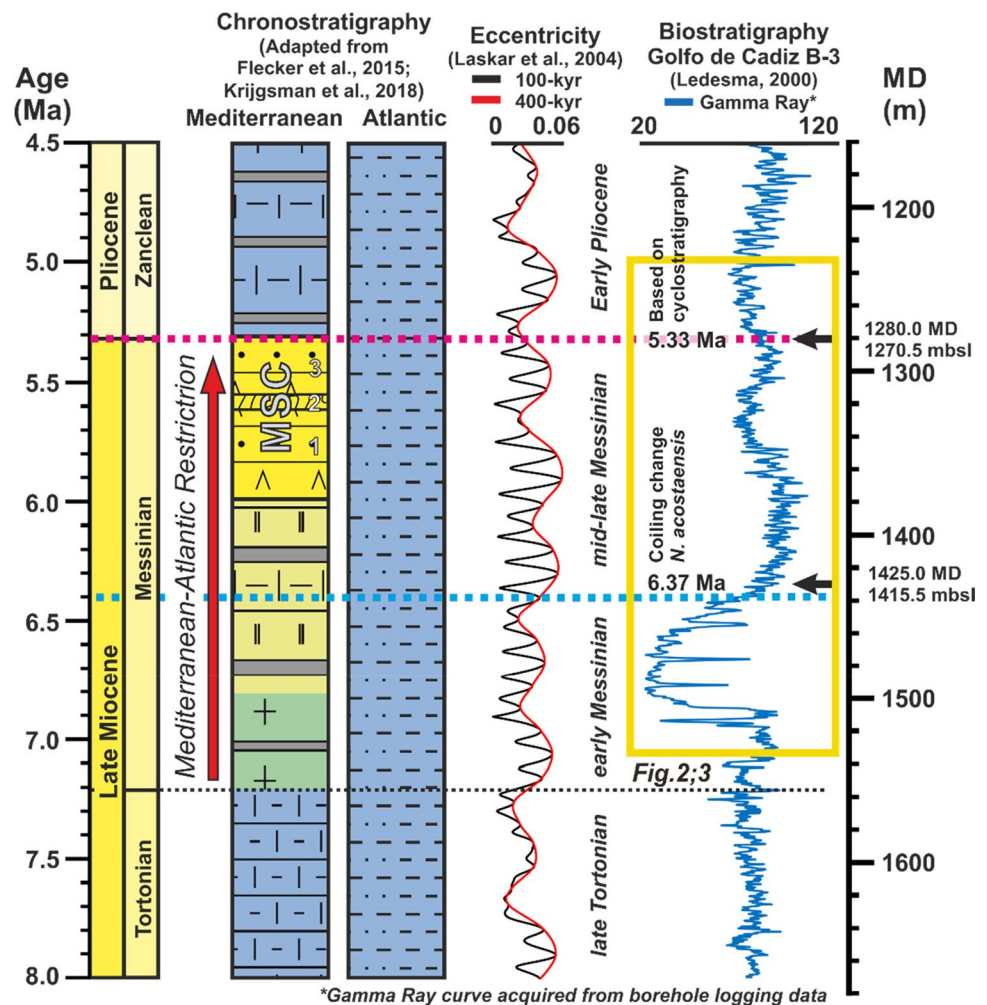 Chronostratigraphy
(Adapted from
Flecker et al., 2015;
Krijgsman et al., 2018)
Mediterranean Atlantic
Eccentricity
(Laskar et al., 2004)
100-kyr
400-kyr
0 0.06
Biostratigraphy
Golfo de Cadiz B-3
(Ledesma, 2000)
Gamma Ray*
20 120
Age
(Ma)
MD
(m)
4.5
5.0
5.5
6.0
6.5
7.0
7.5
8.0
Pliocene
Late Miocene
Zanclean
Messinian
Tortonian
Mediterranean-Atlantic Restrictrion
MSC
3
2
1
Early Pliocene
mid-late Messinian
early Messinian
late Tortonian
Based on
cyclostratigraphy
5.33 Ma
Coiling change
N. acostaensis
6.37 Ma
Fig.2;3
1200
1280.0 MD
1270.5 mbsl
1300
1400
1425.0 MD
1415.5 mbsl
1500
1600
*Gamma Ray curve acquired from borehole logging data